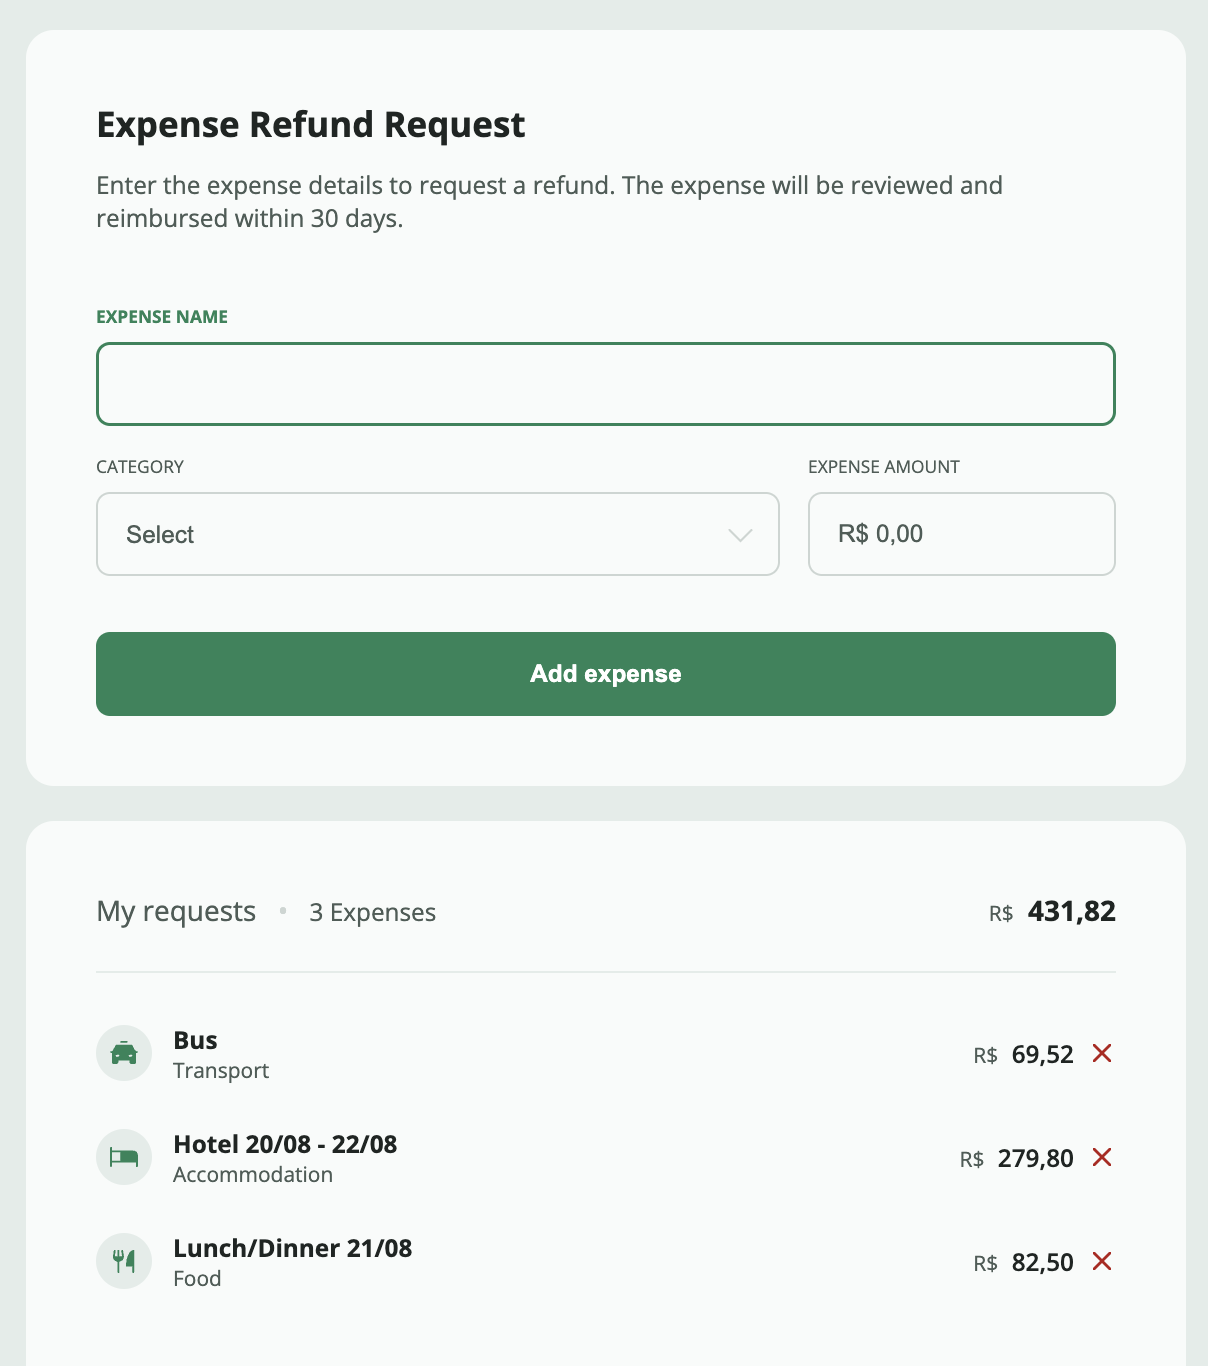 Expense Refund Request
Enter the expense details to request a refund. The expense will be reviewed and
reimbursed within 30 days.
EXPENSE NAME
CATEGORY
EXPENSE AMOUNT
Select
R$ 0,00
Add expense
My requests • 3 Expenses
R$ 431,82
Bus
Transport
R$ 69,52
Hotel 20/08 - 22/08
Accommodation
R$ 279,80
Lunch/Dinner 21/08
Food
R$ 82,50